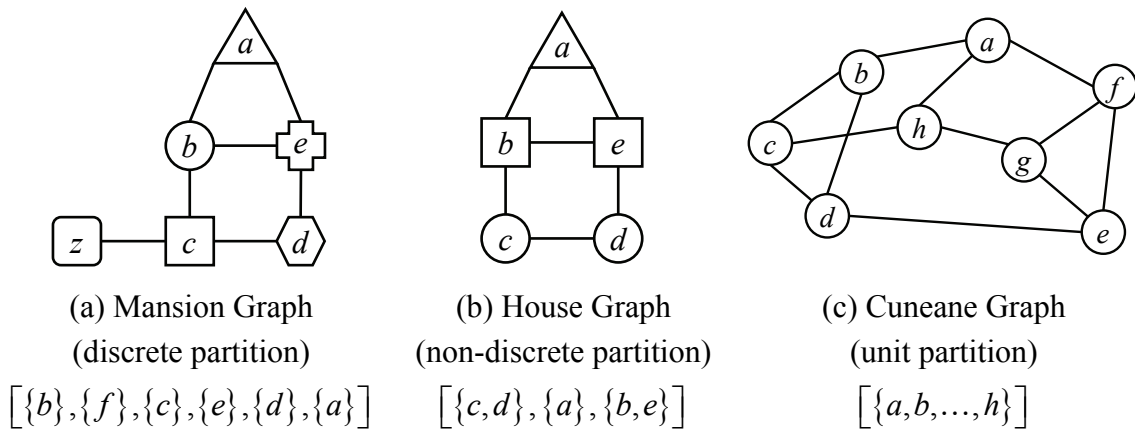 a
b
e
z
c
d
(a) Mansion Graph
(discrete partition)
[{b},{f},{c},{e},{d},{a}]
a
b
e
c
d
(b) House Graph
(non-discrete partition)
[{c,d},{a},{b,e}]
a
b
f
h
c
g
d
e
(c) Cuneane Graph
(unit partition)
[{a,b,…,h}]